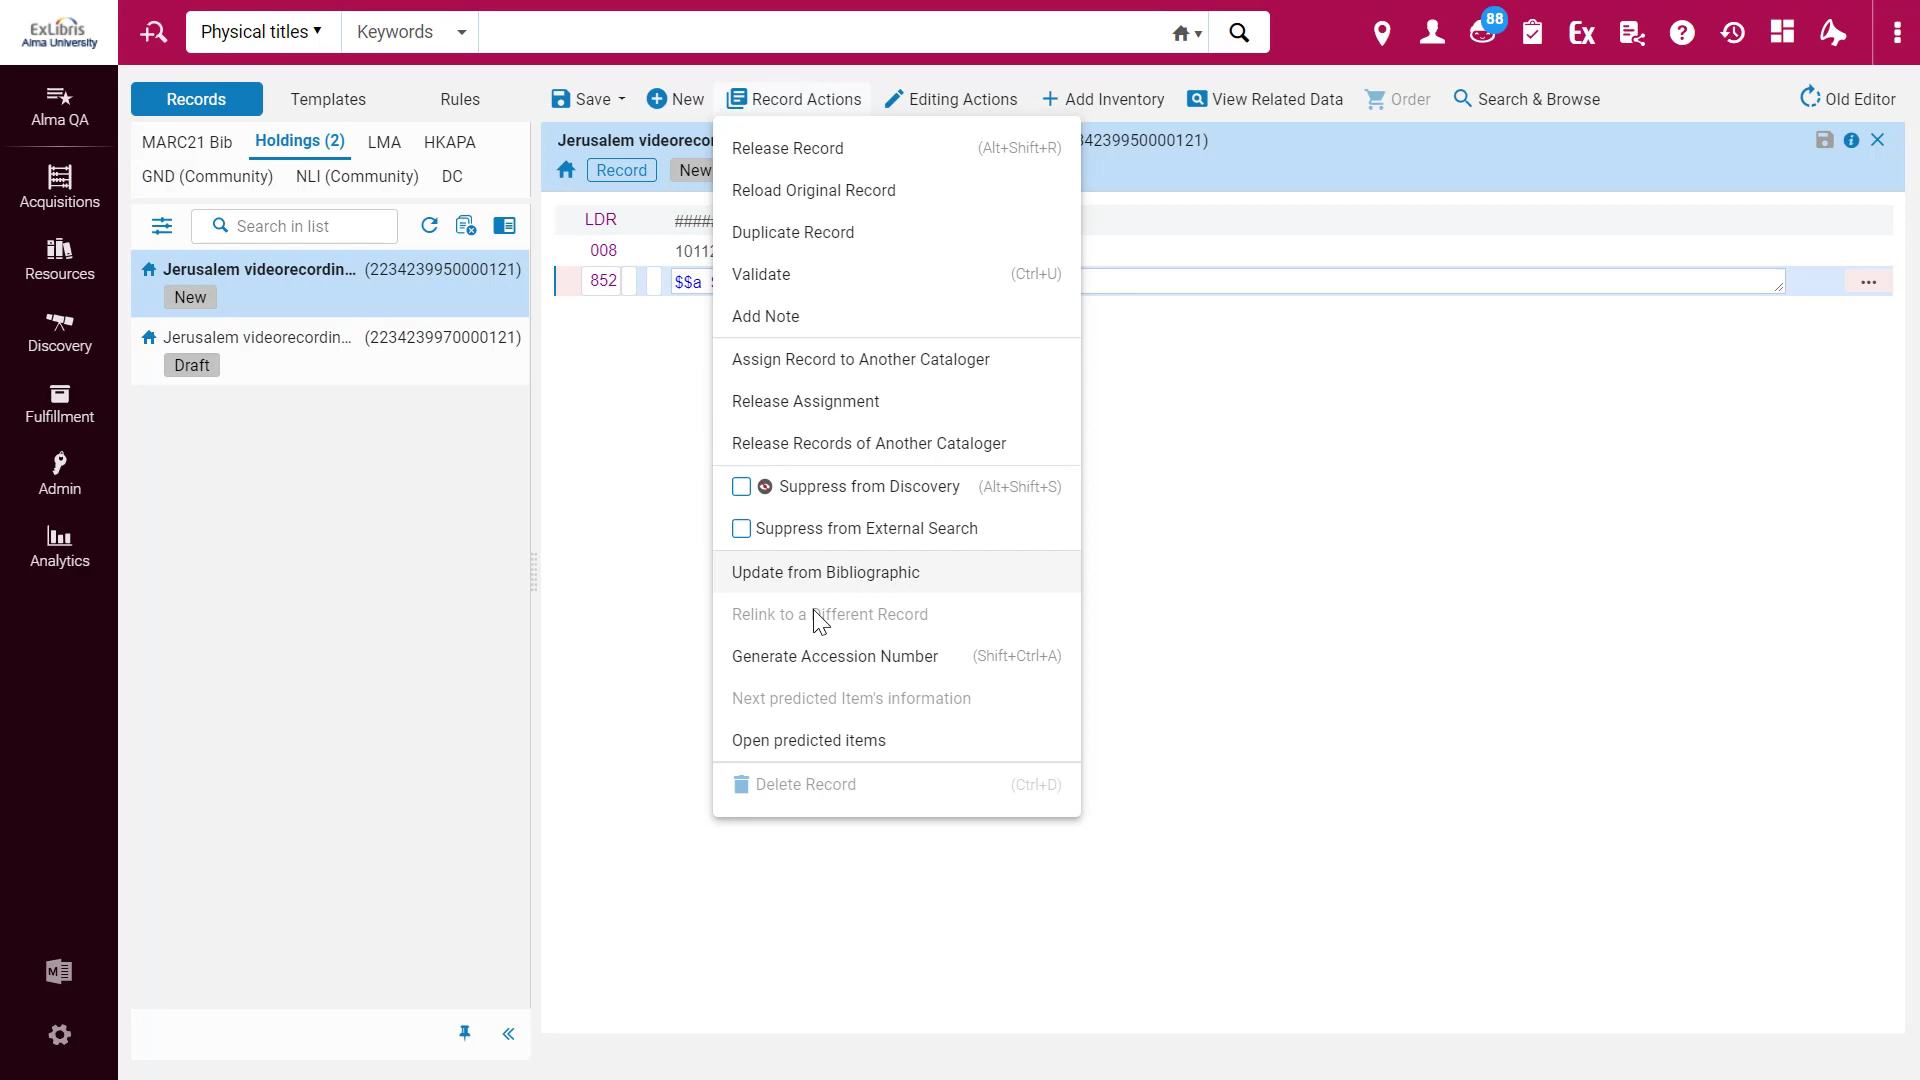 ExLibris
Alma University
Physical titles
Keywords
88
Ex
Alma QA
Acquisitions
Resources
Discovery
Fulfillment
Admin
Analytics
Records
Templates
Rules
MARC21 Bib
Holdings (2)
LMA
HKAPA
GND (Community)
NLI (Community)
DC
Search in list
Jerusalem videorecordin... (2234239950000121)
New
Jerusalem videorecordin... (2234239970000121)
Draft
Save
New
Record Actions
Editing Actions
Add Inventory
View Related Data
Order
Search & Browse
Old Editor
Jerusalem videorecor 34239950000121)
Record
New
LDR #####
008 1011
852 $$a
...
Release Record (Alt+Shift+R)
Reload Original Record
Duplicate Record
Validate (Ctrl+U)
Add Note
Assign Record to Another Cataloger
Release Assignment
Release Records of Another Cataloger
Suppress from Discovery (Alt+Shift+S)
Suppress from External Search
Update from Bibliographic
Relink to a Different Record
Generate Accession Number (Shift+Ctrl+A)
Next predicted Item's information
Open predicted items
Delete Record (Ctrl+D)